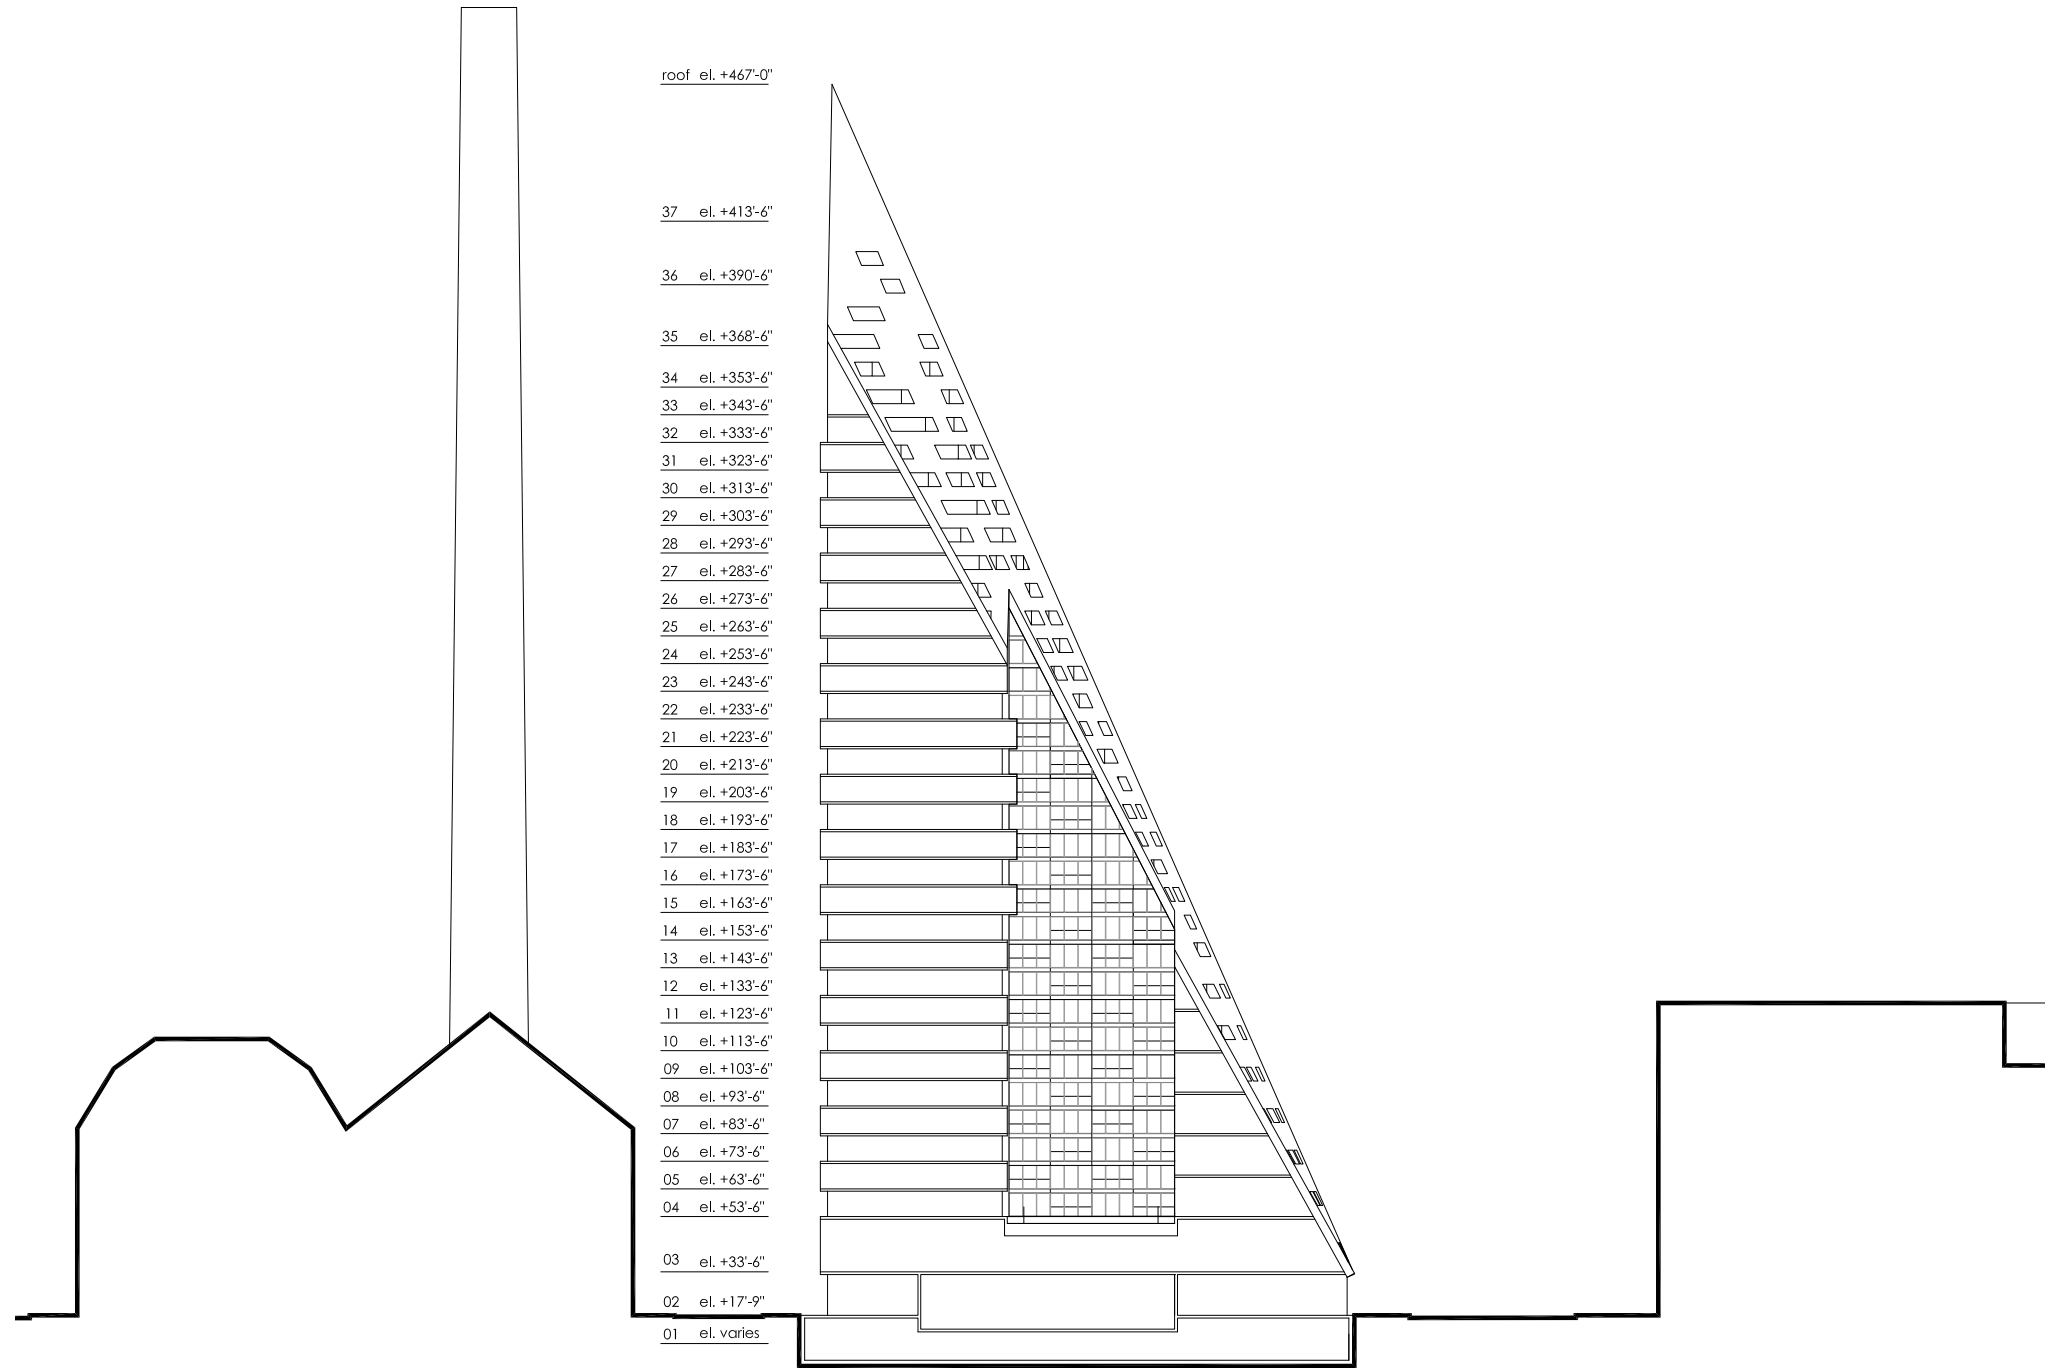 roof el. +467'-0"
37 el. +413'-6"
36 el. +390'-6"
35 el. +368'-6"
34 el. +353'-6"
33 el. +343'-6"
32 el. +333'-6"
31 el. +323'-6"
30 el. +313'-6"
29 el. +303'-6"
28 el. +293'-6"
27 el. +283'-6"
26 el. +273'-6"
25 el. +263'-6"
24 el. +253'-6"
23 el. +243'-6"
22 el. +233'-6"
21 el. +223'-6"
20 el. +213'-6"
19 el. +203'-6"
18 el. +193'-6"
17 el. +183'-6"
16 el. +173'-6"
15 el. +163'-6"
14 el. +153'-6"
13 el. +143'-6"
12 el. +133'-6"
11 el. +123'-6"
10 el. +113'-6"
09 el. +103'-6"
08 el. +93'-6"
07 el. +83'-6"
06 el. +73'-6"
05 el. +63'-6"
04 el. +53'-6"
03 el. +33'-6"
02 el. +17'-9"
01 el. varies